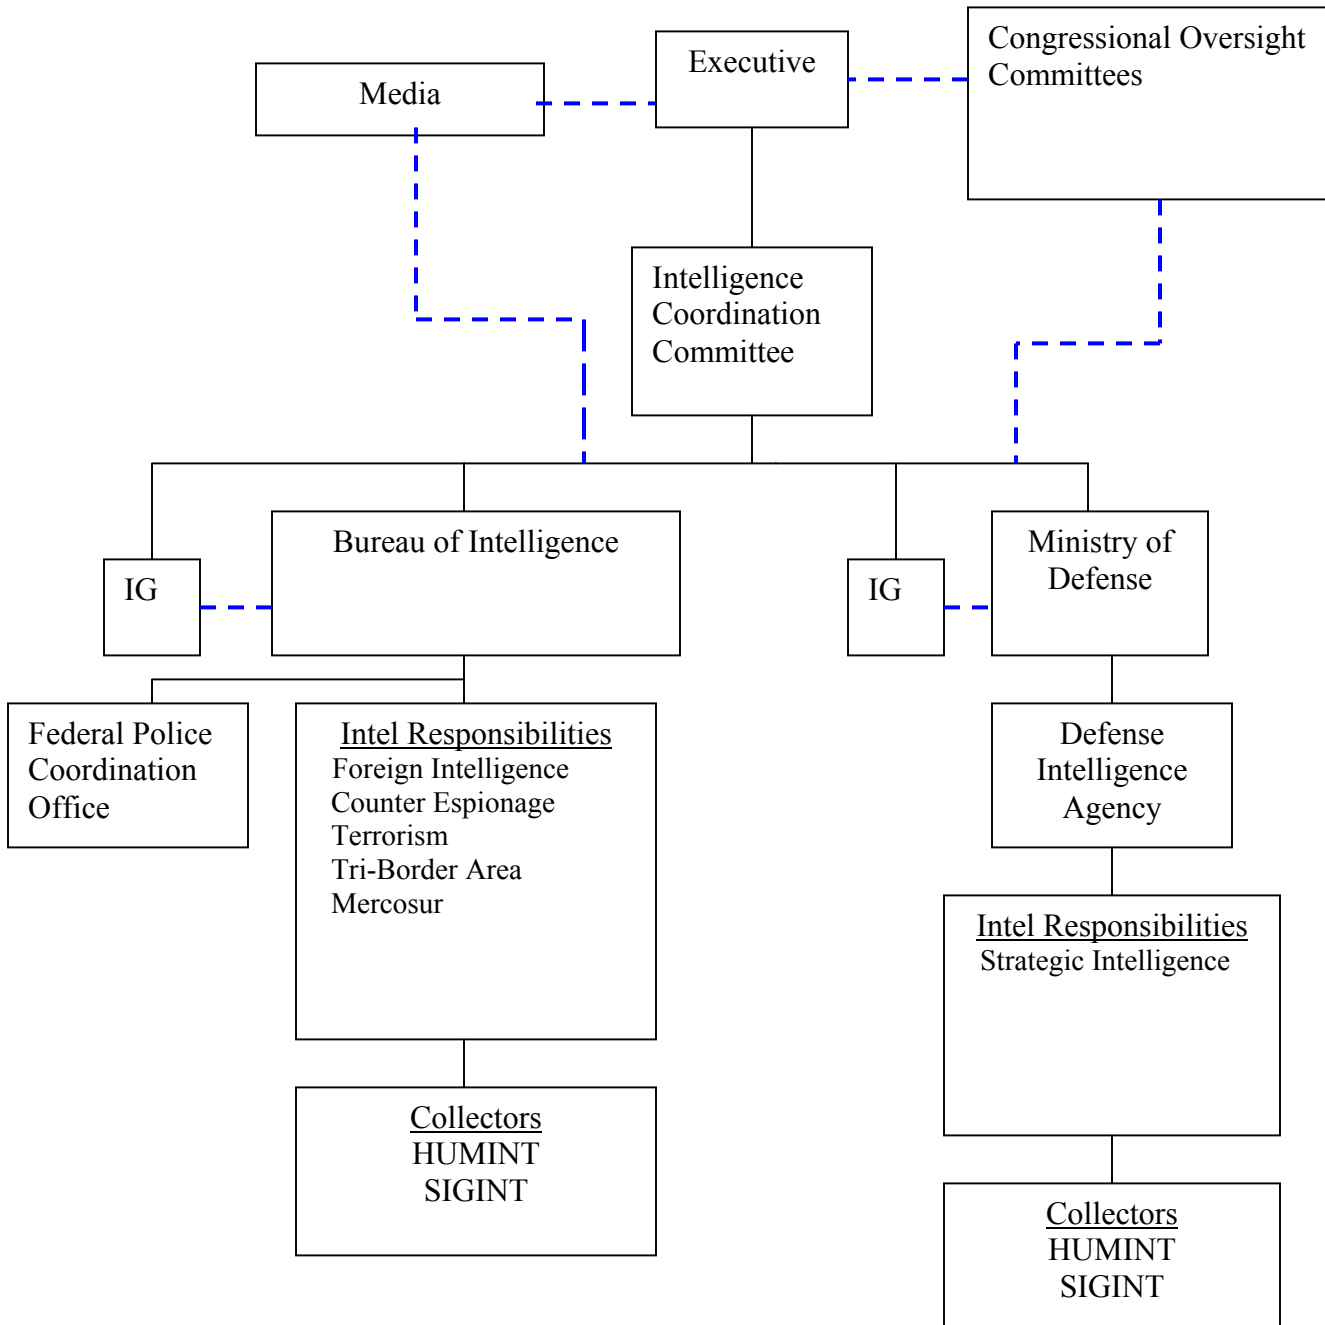 Media
Executive
Congressional Oversight
Committees
Intelligence
Coordination
Committee
IG
Bureau of Intelligence
IG
Ministry of
Defense
Federal Police
Coordination
Office
Intel Responsibilities
Foreign Intelligence
Counter Espionage
Terrorism
Tri-Border Area
Mercosur
Defense
Intelligence
Agency
Intel Responsibilities
Strategic Intelligence
Collectors
HUMINT
SIGINT
Collectors
HUMINT
SIGINT